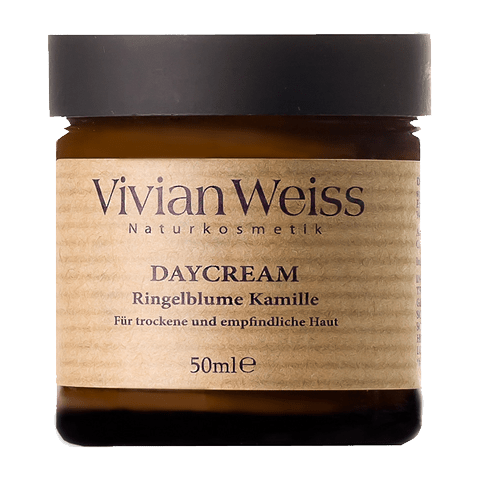 Vivian Weiss
Naturkosmetik
DAYCREAM
Ringelblume Kamille
Für trockene und empfindliche Haut
50ml℮